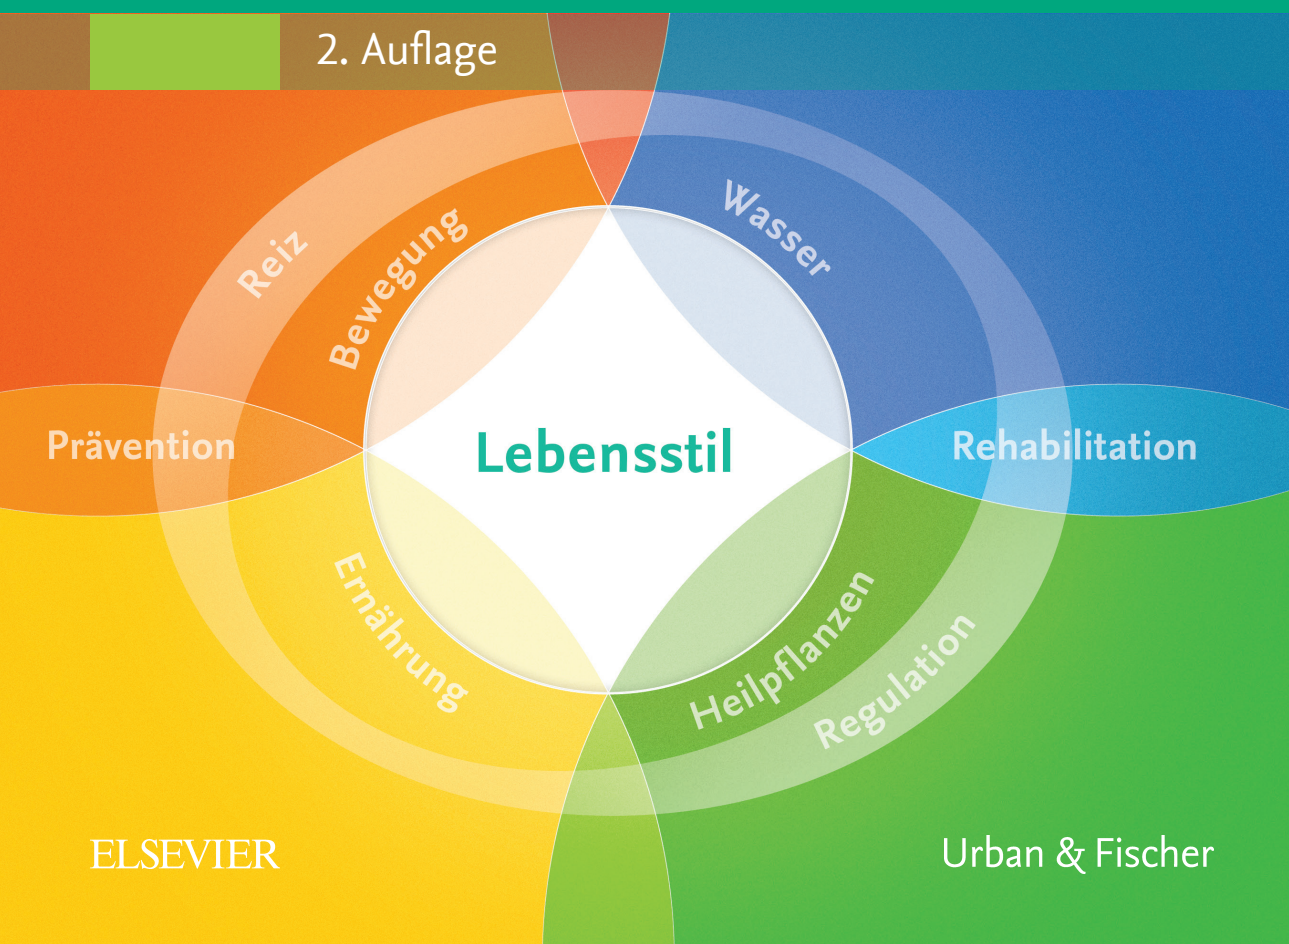 2. Auflage
Wasser
Reiz
Bewegung
Prävention
Lebensstil
Rehabilitation
Ernährung
Heilpflanzen
Regulation
ELSEVIER
Urban & Fischer